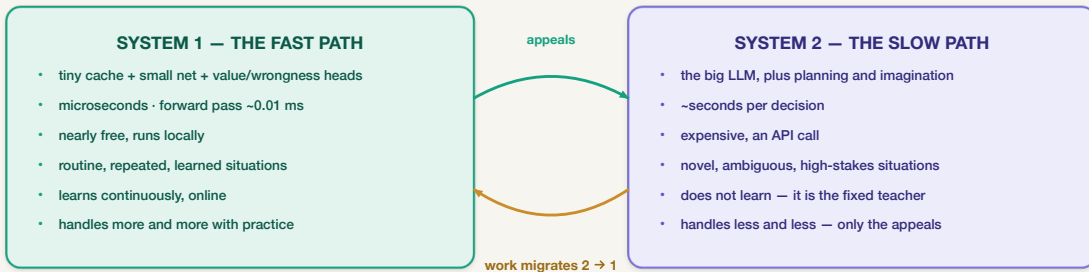 SYSTEM 1 — THE FAST PATH
• tiny cache + small net + value/wrongness heads
• microseconds · forward pass ~0.01 ms
• nearly free, runs locally
• routine, repeated, learned situations
• learns continuously, online
• handles more and more with practice
appeals
work migrates 2 → 1
SYSTEM 2 — THE SLOW PATH
• the big LLM, plus planning and imagination
• ~seconds per decision
• expensive, an API call
• novel, ambiguous, high-stakes situations
• does not learn — it is the fixed teacher
• handles less and less — only the appeals